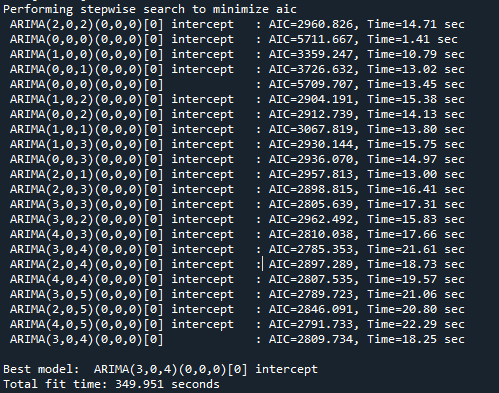 Performing stepwise search to minimize aic
ARIMA(2,0,2)(0,0,0)[0] intercept : AIC=2960.826, Time=14.71 sec
ARIMA(0,0,0)(0,0,0)[0] intercept : AIC=5711.667, Time=1.41 sec
ARIMA(1,0,0)(0,0,0)[0] intercept : AIC=3359.247, Time=10.79 sec
ARIMA(0,0,1)(0,0,0)[0] intercept : AIC=3726.632, Time=13.02 sec
ARIMA(0,0,0)(0,0,0)[0] : AIC=5709.707, Time=13.45 sec
ARIMA(1,0,2)(0,0,0)[0] intercept : AIC=2904.191, Time=15.38 sec
ARIMA(0,0,2)(0,0,0)[0] intercept : AIC=2912.739, Time=14.13 sec
ARIMA(1,0,1)(0,0,0)[0] intercept : AIC=3067.819, Time=13.80 sec
ARIMA(1,0,3)(0,0,0)[0] intercept : AIC=2930.144, Time=15.75 sec
ARIMA(0,0,3)(0,0,0)[0] intercept : AIC=2936.070, Time=14.97 sec
ARIMA(2,0,1)(0,0,0)[0] intercept : AIC=2957.813, Time=13.00 sec
ARIMA(2,0,3)(0,0,0)[0] intercept : AIC=2898.815, Time=16.41 sec
ARIMA(3,0,3)(0,0,0)[0] intercept : AIC=2805.639, Time=17.31 sec
ARIMA(3,0,2)(0,0,0)[0] intercept : AIC=2962.492, Time=15.83 sec
ARIMA(4,0,3)(0,0,0)[0] intercept : AIC=2810.038, Time=17.66 sec
ARIMA(3,0,4)(0,0,0)[0] intercept : AIC=2785.353, Time=21.61 sec
ARIMA(2,0,4)(0,0,0)[0] intercept : AIC=2897.289, Time=18.73 sec
ARIMA(4,0,4)(0,0,0)[0] intercept : AIC=2807.535, Time=19.57 sec
ARIMA(3,0,5)(0,0,0)[0] intercept : AIC=2789.723, Time=21.06 sec
ARIMA(2,0,5)(0,0,0)[0] intercept : AIC=2846.091, Time=20.80 sec
ARIMA(4,0,5)(0,0,0)[0] intercept : AIC=2791.733, Time=22.29 sec
ARIMA(3,0,4)(0,0,0)[0] : AIC=2809.734, Time=18.25 sec
Best model: ARIMA(3,0,4)(0,0,0)[0] intercept
Total fit time: 349.951 seconds